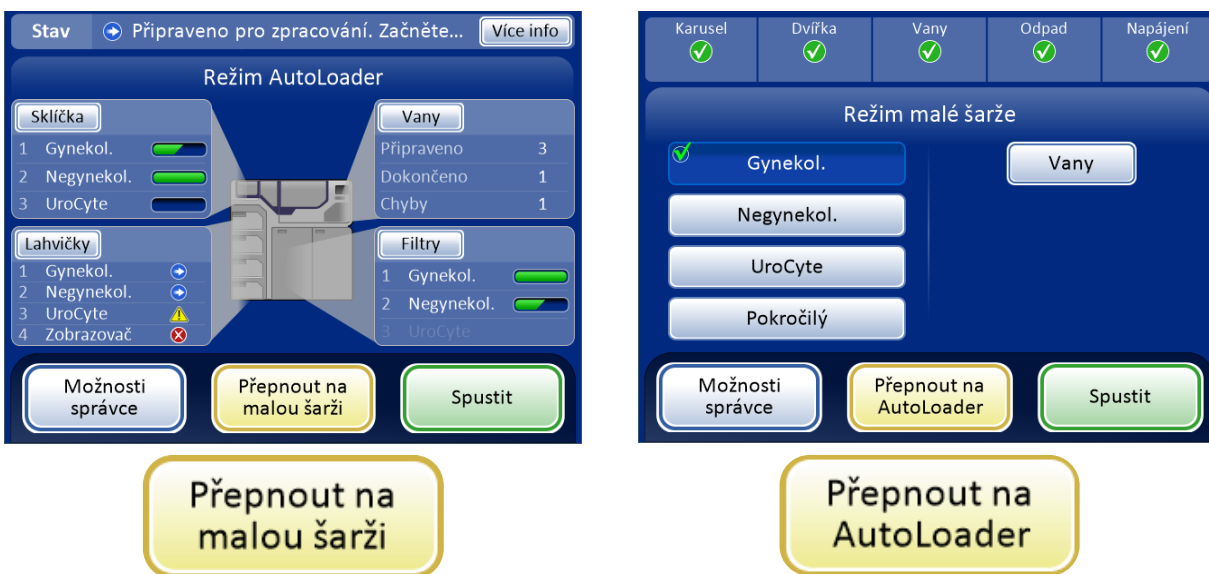 Stav Připraveno pro zpracování. Začněte... Více info
Režim AutoLoader
Sklíčka
1 Gynekol.
2 Negynekol.
3 UroCyte
Vany
Připraveno 3
Dokončeno 1
Chyby 1
Lahvičky
1 Gynekol.
2 Negynekol.
3 UroCyte
4 Zobrazovač
Filtry
1 Gynekol.
2 Negynekol.
3 UroCyte
Možnosti
správce
Přepnout na
malou šarži
Spustit
Přepnout na
malou šarži
Karusel Dvířka Vany Odpad Napájení
Režim malé šarže
Gynekol.
Negynekol.
UroCyte
Pokročilý
Vany
Možnosti
správce
Přepnout na
AutoLoader
Spustit
Přepnout na
AutoLoader